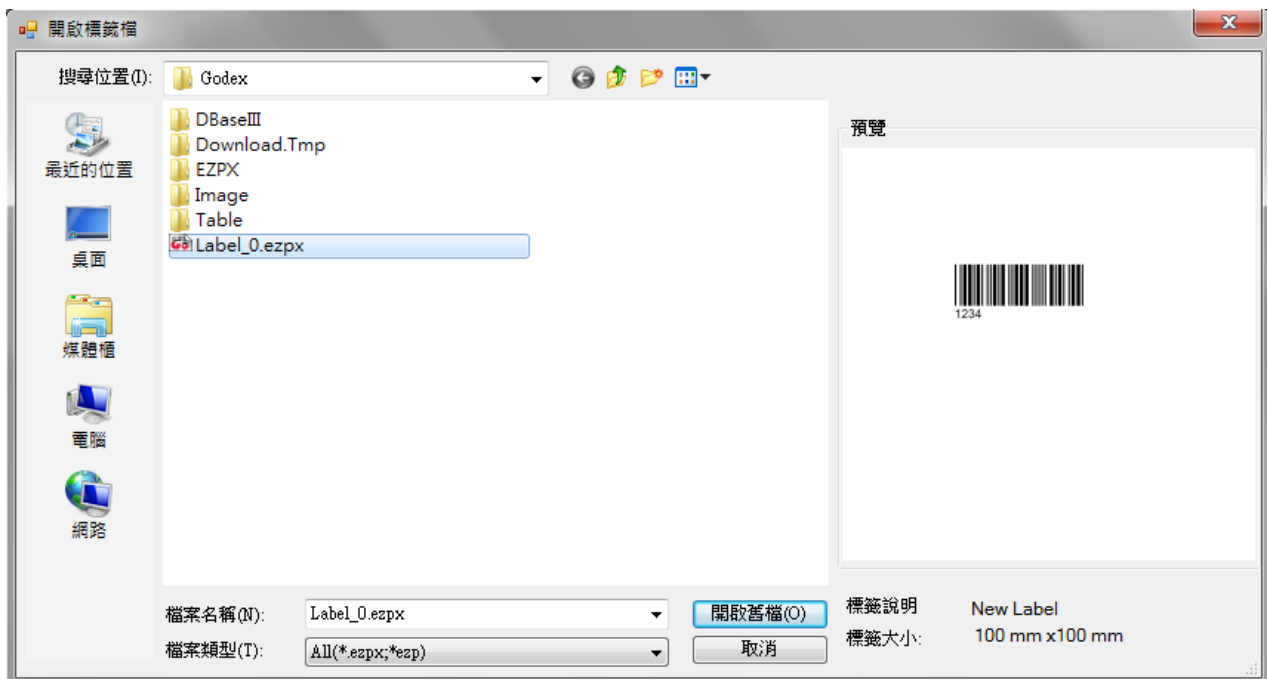 開啟標籤檔
搜尋位置(I):
Godex
最近的位置
桌面
媒體櫃
電腦
網路
DBaseⅢ
Download.Tmp
EZPX
Image
Table
Label_0.ezpx
預覽
1234
檔案名稱(N):
Label_0.ezpx
開啟舊檔(O)
檔案類型(T):
All(*.ezpx;*ezp)
取消
標籤說明
New Label
標籤大小:
100 mm x100 mm